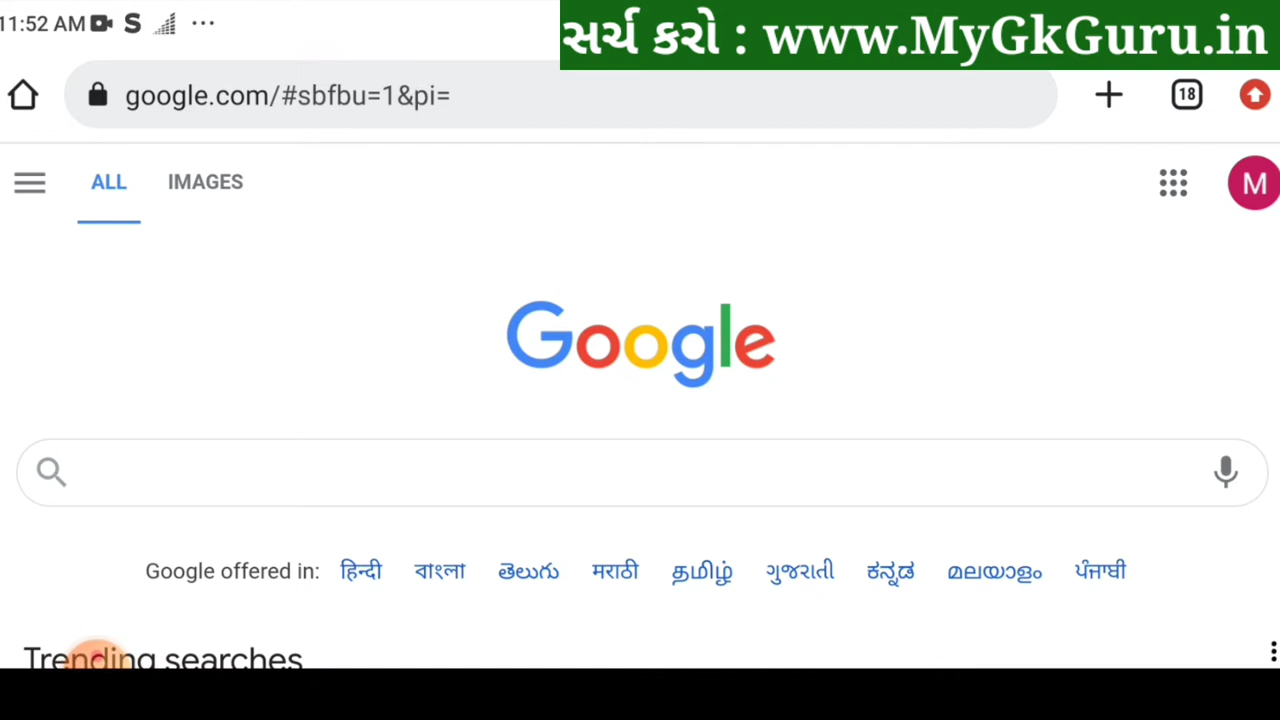 11:52 AM S ...
સર્ચ કરો : www.MyGkGuru.in
google.com/#sbfbu=1&pi=
18
ALL IMAGES
M
Google
Google offered in: हिन्दी বাংলা తెలుగు मराठी தமிழ் ગુજરાતી ಕನ್ನಡ മലയാളം ਪੰਜਾਬੀ
Trending searches